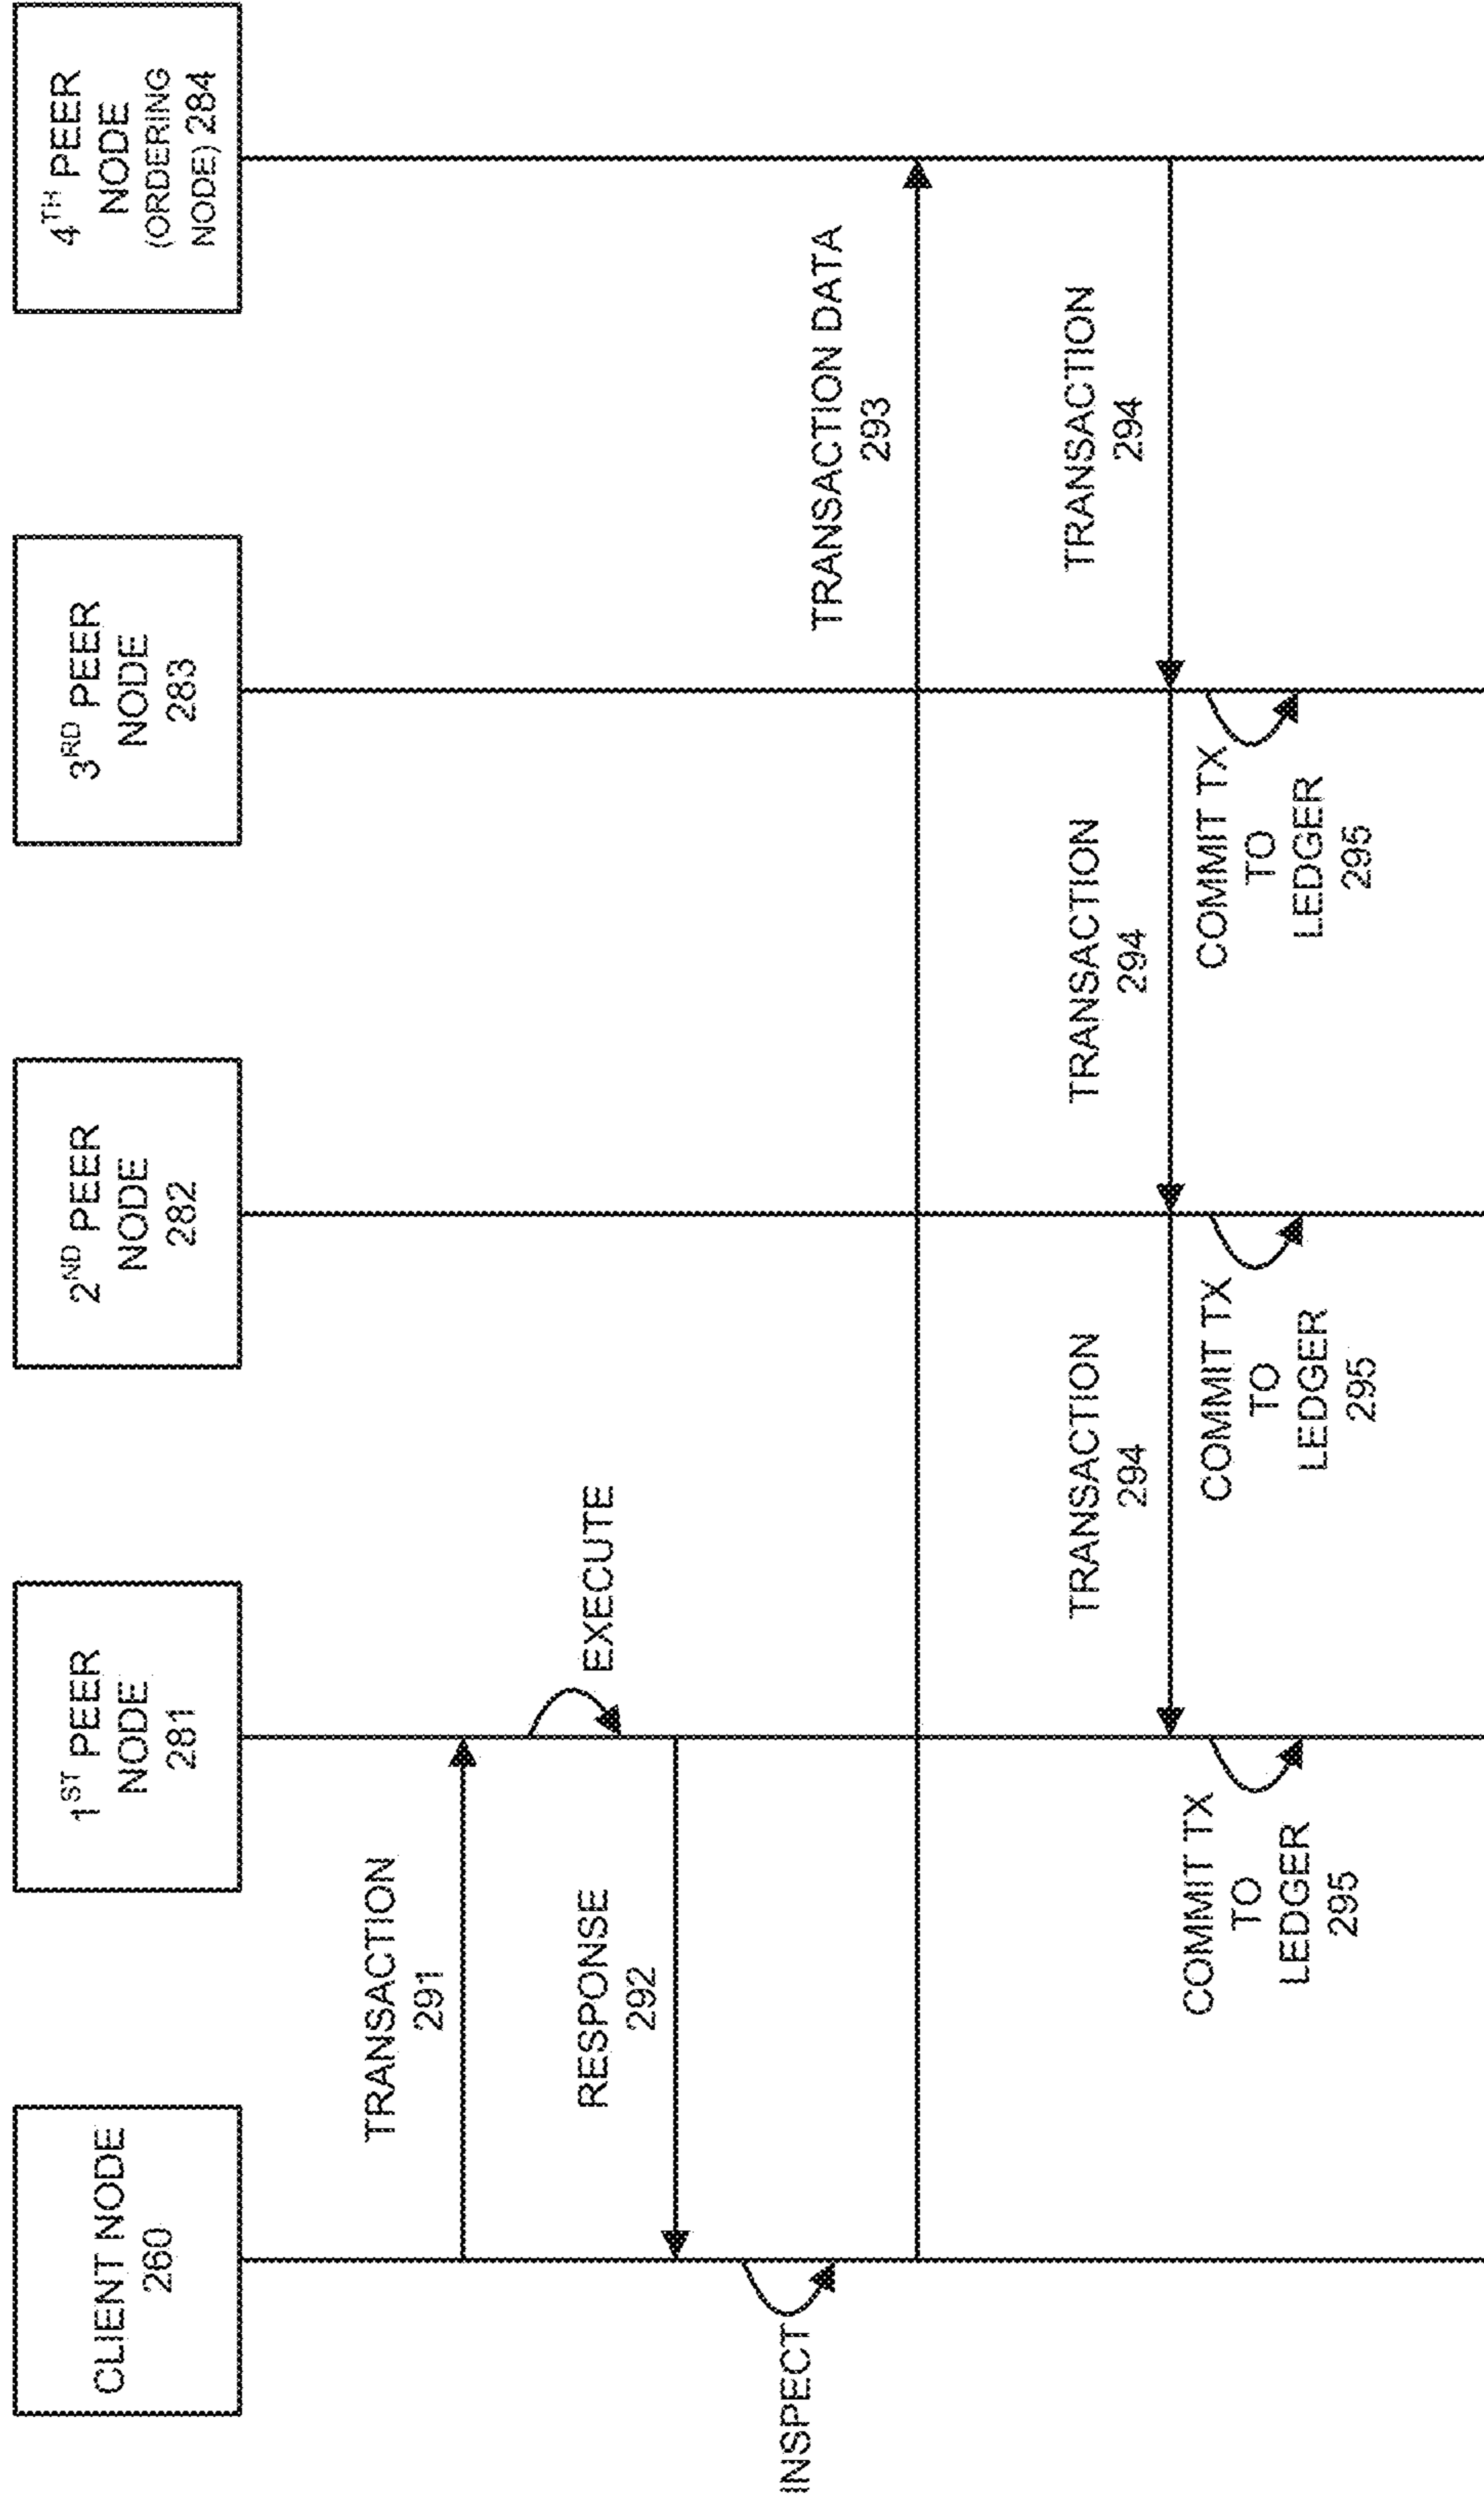 CLIENT NODE
260
1ST PEER
NODE
281
2ND PEER
NODE
282
3RD PEER
NODE
283
4TH PEER
NODE
(ORDERING
NODE) 284
TRANSACTION
291
EXECUTE
RESPONSE
292
INSPECT
TRANSACTION DATA
293
TRANSACTION
294
TRANSACTION
294
TRANSACTION
294
COMMIT TX
TO
LEDGER
295
COMMIT TX
TO
LEDGER
295
COMMIT TX
TO
LEDGER
295